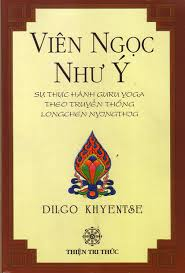 VIÊN NGỌC
NHƯ Ý
SỰ THỰC HÀNH GURU YOGA
THEO TRUYỀN THỐNG
LONGCHEN NYINGTHIG
DILGO KHYENTSE
THIỆN TRI THỨC